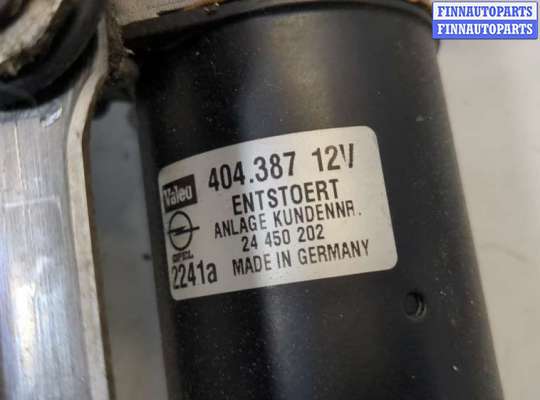 FINNAUTOPARTS
FINNAUTOPARTS
Valeo 404.387 12V
ENTSTOERT
ANLAGE KUNDENNR.
24 450 202
OPEL
2241a MADE IN GERMANY